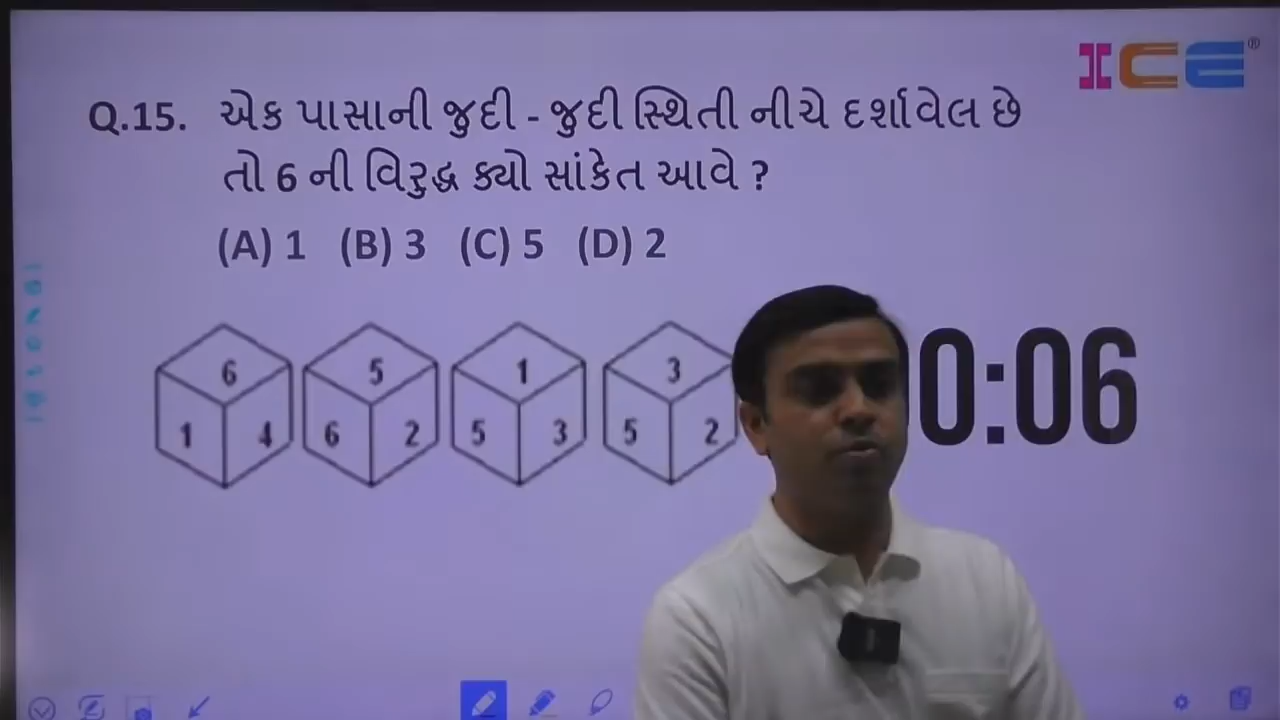 ICE®
Q.15. એક પાસાની જુદી - જુદી સ્થિતી નીચે દર્શાવેલ છે
તો 6 ની વિરુદ્ધ ક્યો સાંકેત આવે ?
(A) 1 (B) 3 (C) 5 (D) 2
6 1 4
5 6 2
1 5 3
3 5 2
0:06